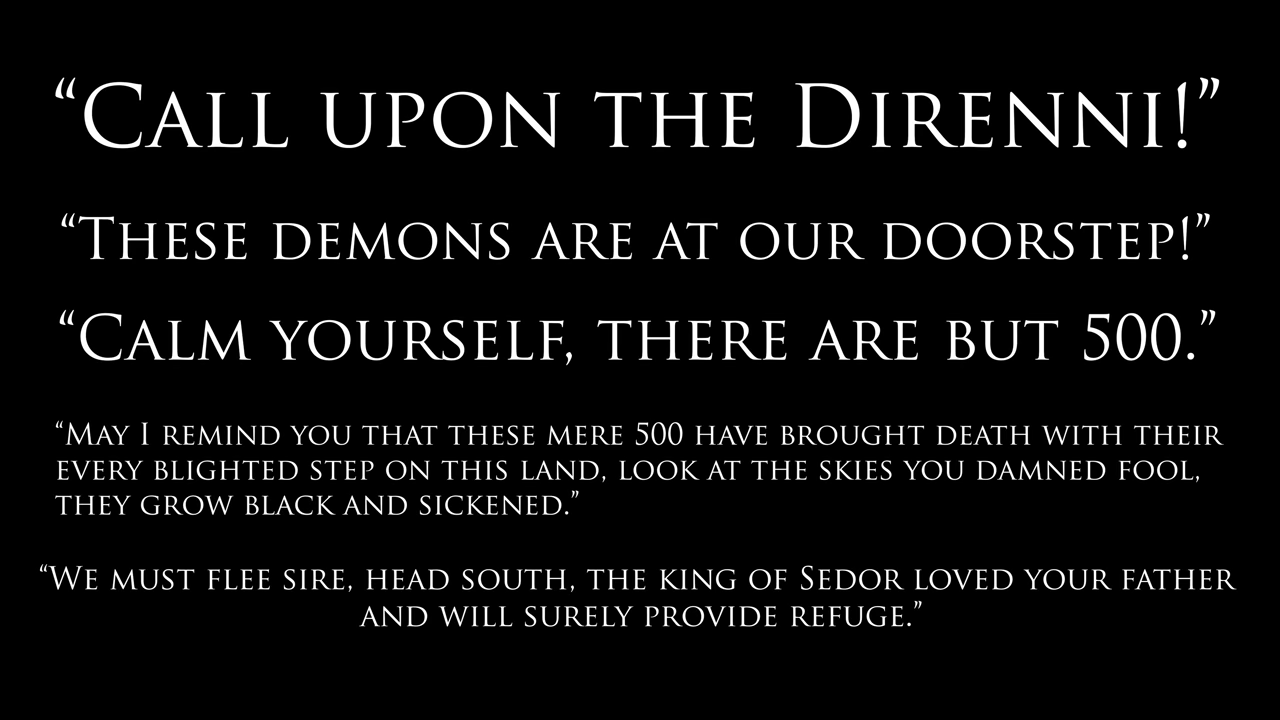 “Call upon the Direnni!”
“These demons are at our doorstep!”
“Calm yourself, there are but 500.”
“May I remind you that these mere 500 have brought death with their
every blighted step on this land, look at the skies you damned fool,
they grow black and sickened.”
“We must flee sire, head south, the king of Sedor loved your father
and will surely provide refuge.”